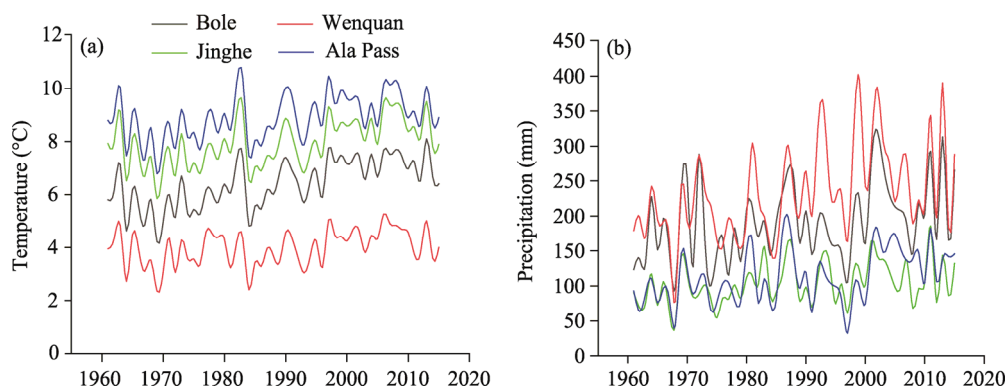 Bole Wenquan
Jinghe Ala Pass
(a)
Temperature (°C)
12
10
8
6
4
2
0
1960 1970 1980 1990 2000 2010 2020
(b)
Precipitation (mm)
450
400
350
300
250
200
150
100
50
0
1960 1970 1980 1990 2000 2010 2020